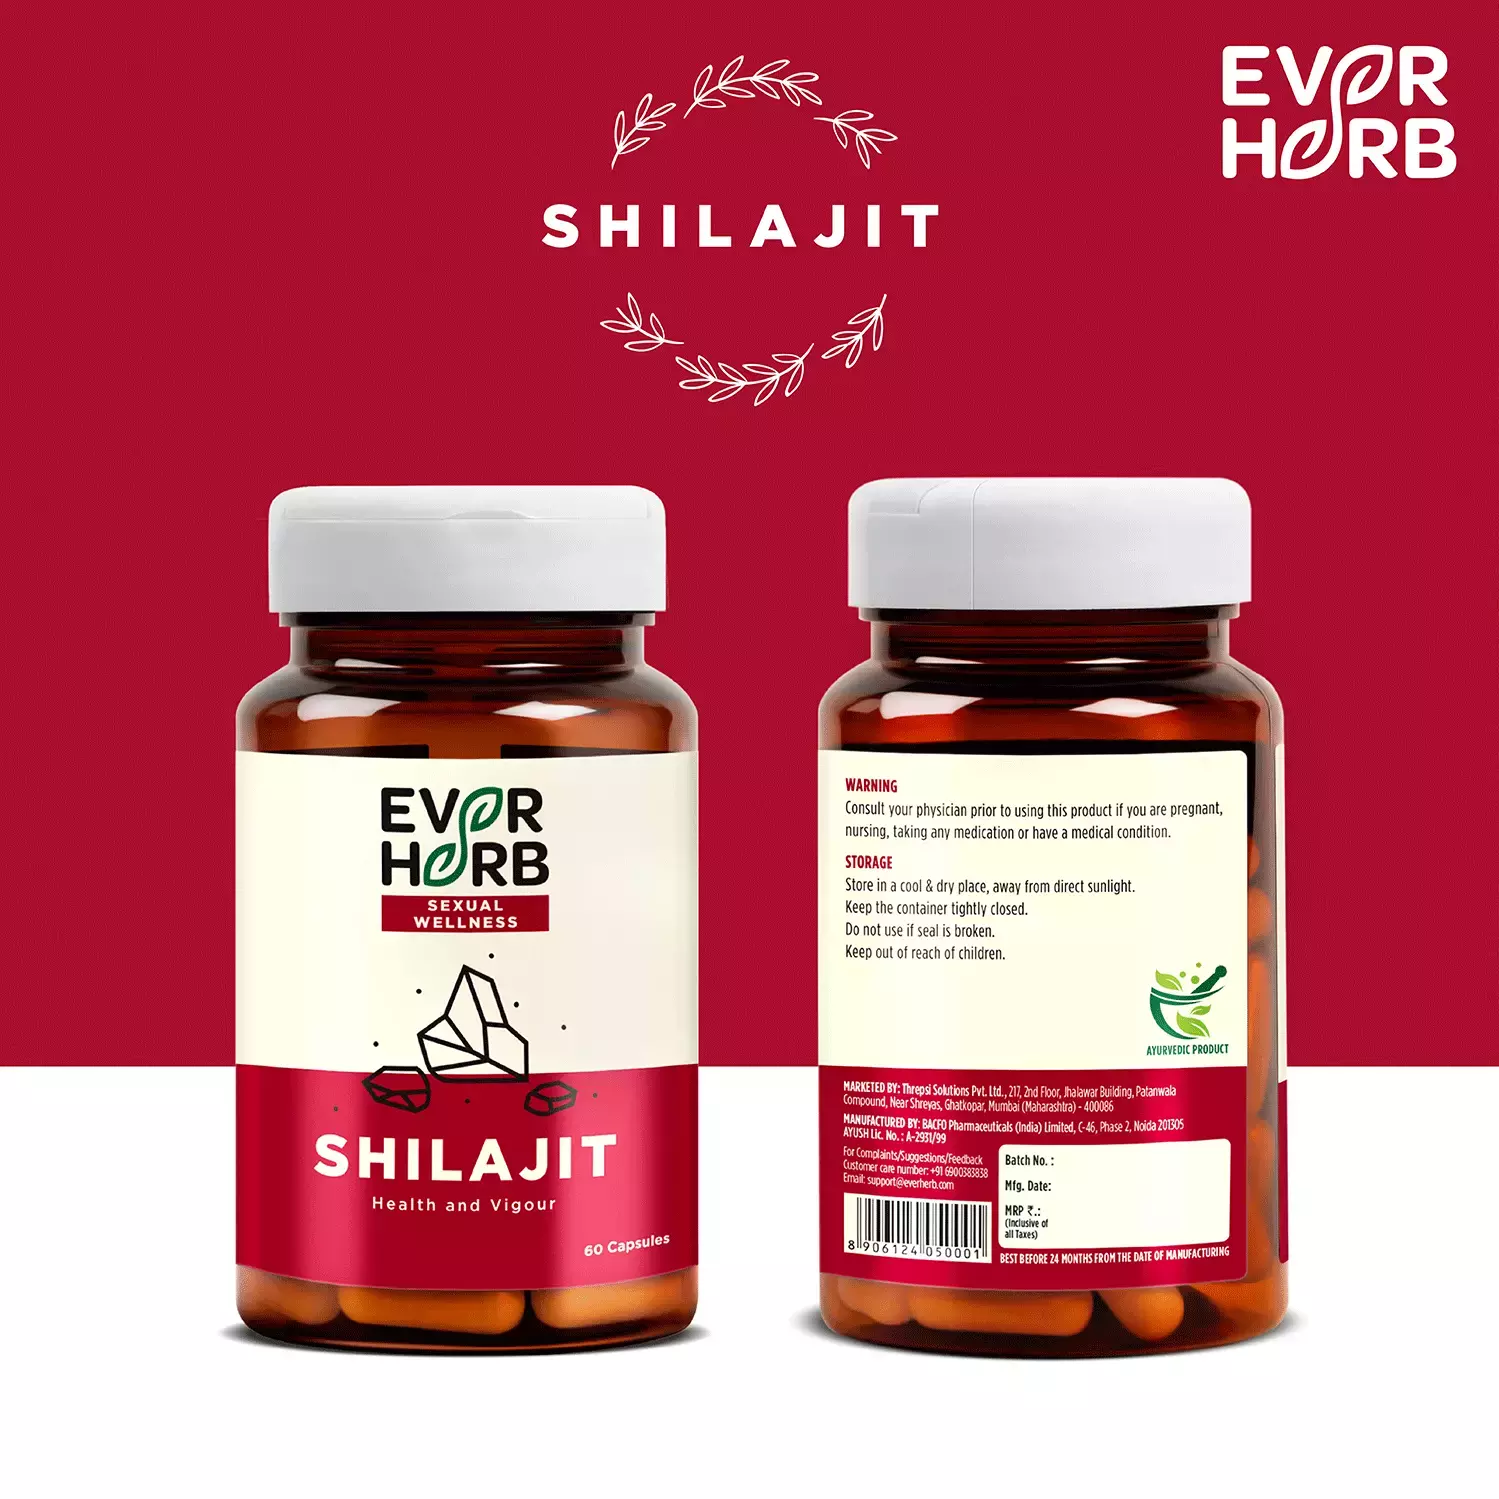 EVER
HERB
SHILAJIT
EVER
HERB
SEXUAL
WELLNESS
SHILAJIT
Health and Vigour
60 Capsules
WARNING
Consult your physician prior to using this product if you are pregnant,
nursing, taking any medication or have a medical condition.
STORAGE
Store in a cool & dry place, away from direct sunlight.
Keep the container tightly closed.
Do not use if seal is broken.
Keep out of reach of children.
AYURVEDIC PRODUCT
MARKETED BY: Threpsi Solutions Pvt. Ltd., 217, 2nd Floor, Jhalawar Building, Patanwala
Compound, Near Shreyas, Ghatkopar, Mumbai (Maharashtra) - 400086
MANUFACTURED BY: BACFO Pharmaceuticals (India) Limited, C-46, Phase 2, Noida 201305
AYUSH Lic. No. : A-2931/99
For Complaints/Suggestions/Feedback
Customer care number: +91 6900383838
Email: support@everherb.com
8 906124 050001
Batch No. :
Mfg. Date:
MRP ₹.:
(Inclusive of
all Taxes)
BEST BEFORE 24 MONTHS FROM THE DATE OF MANUFACTURING